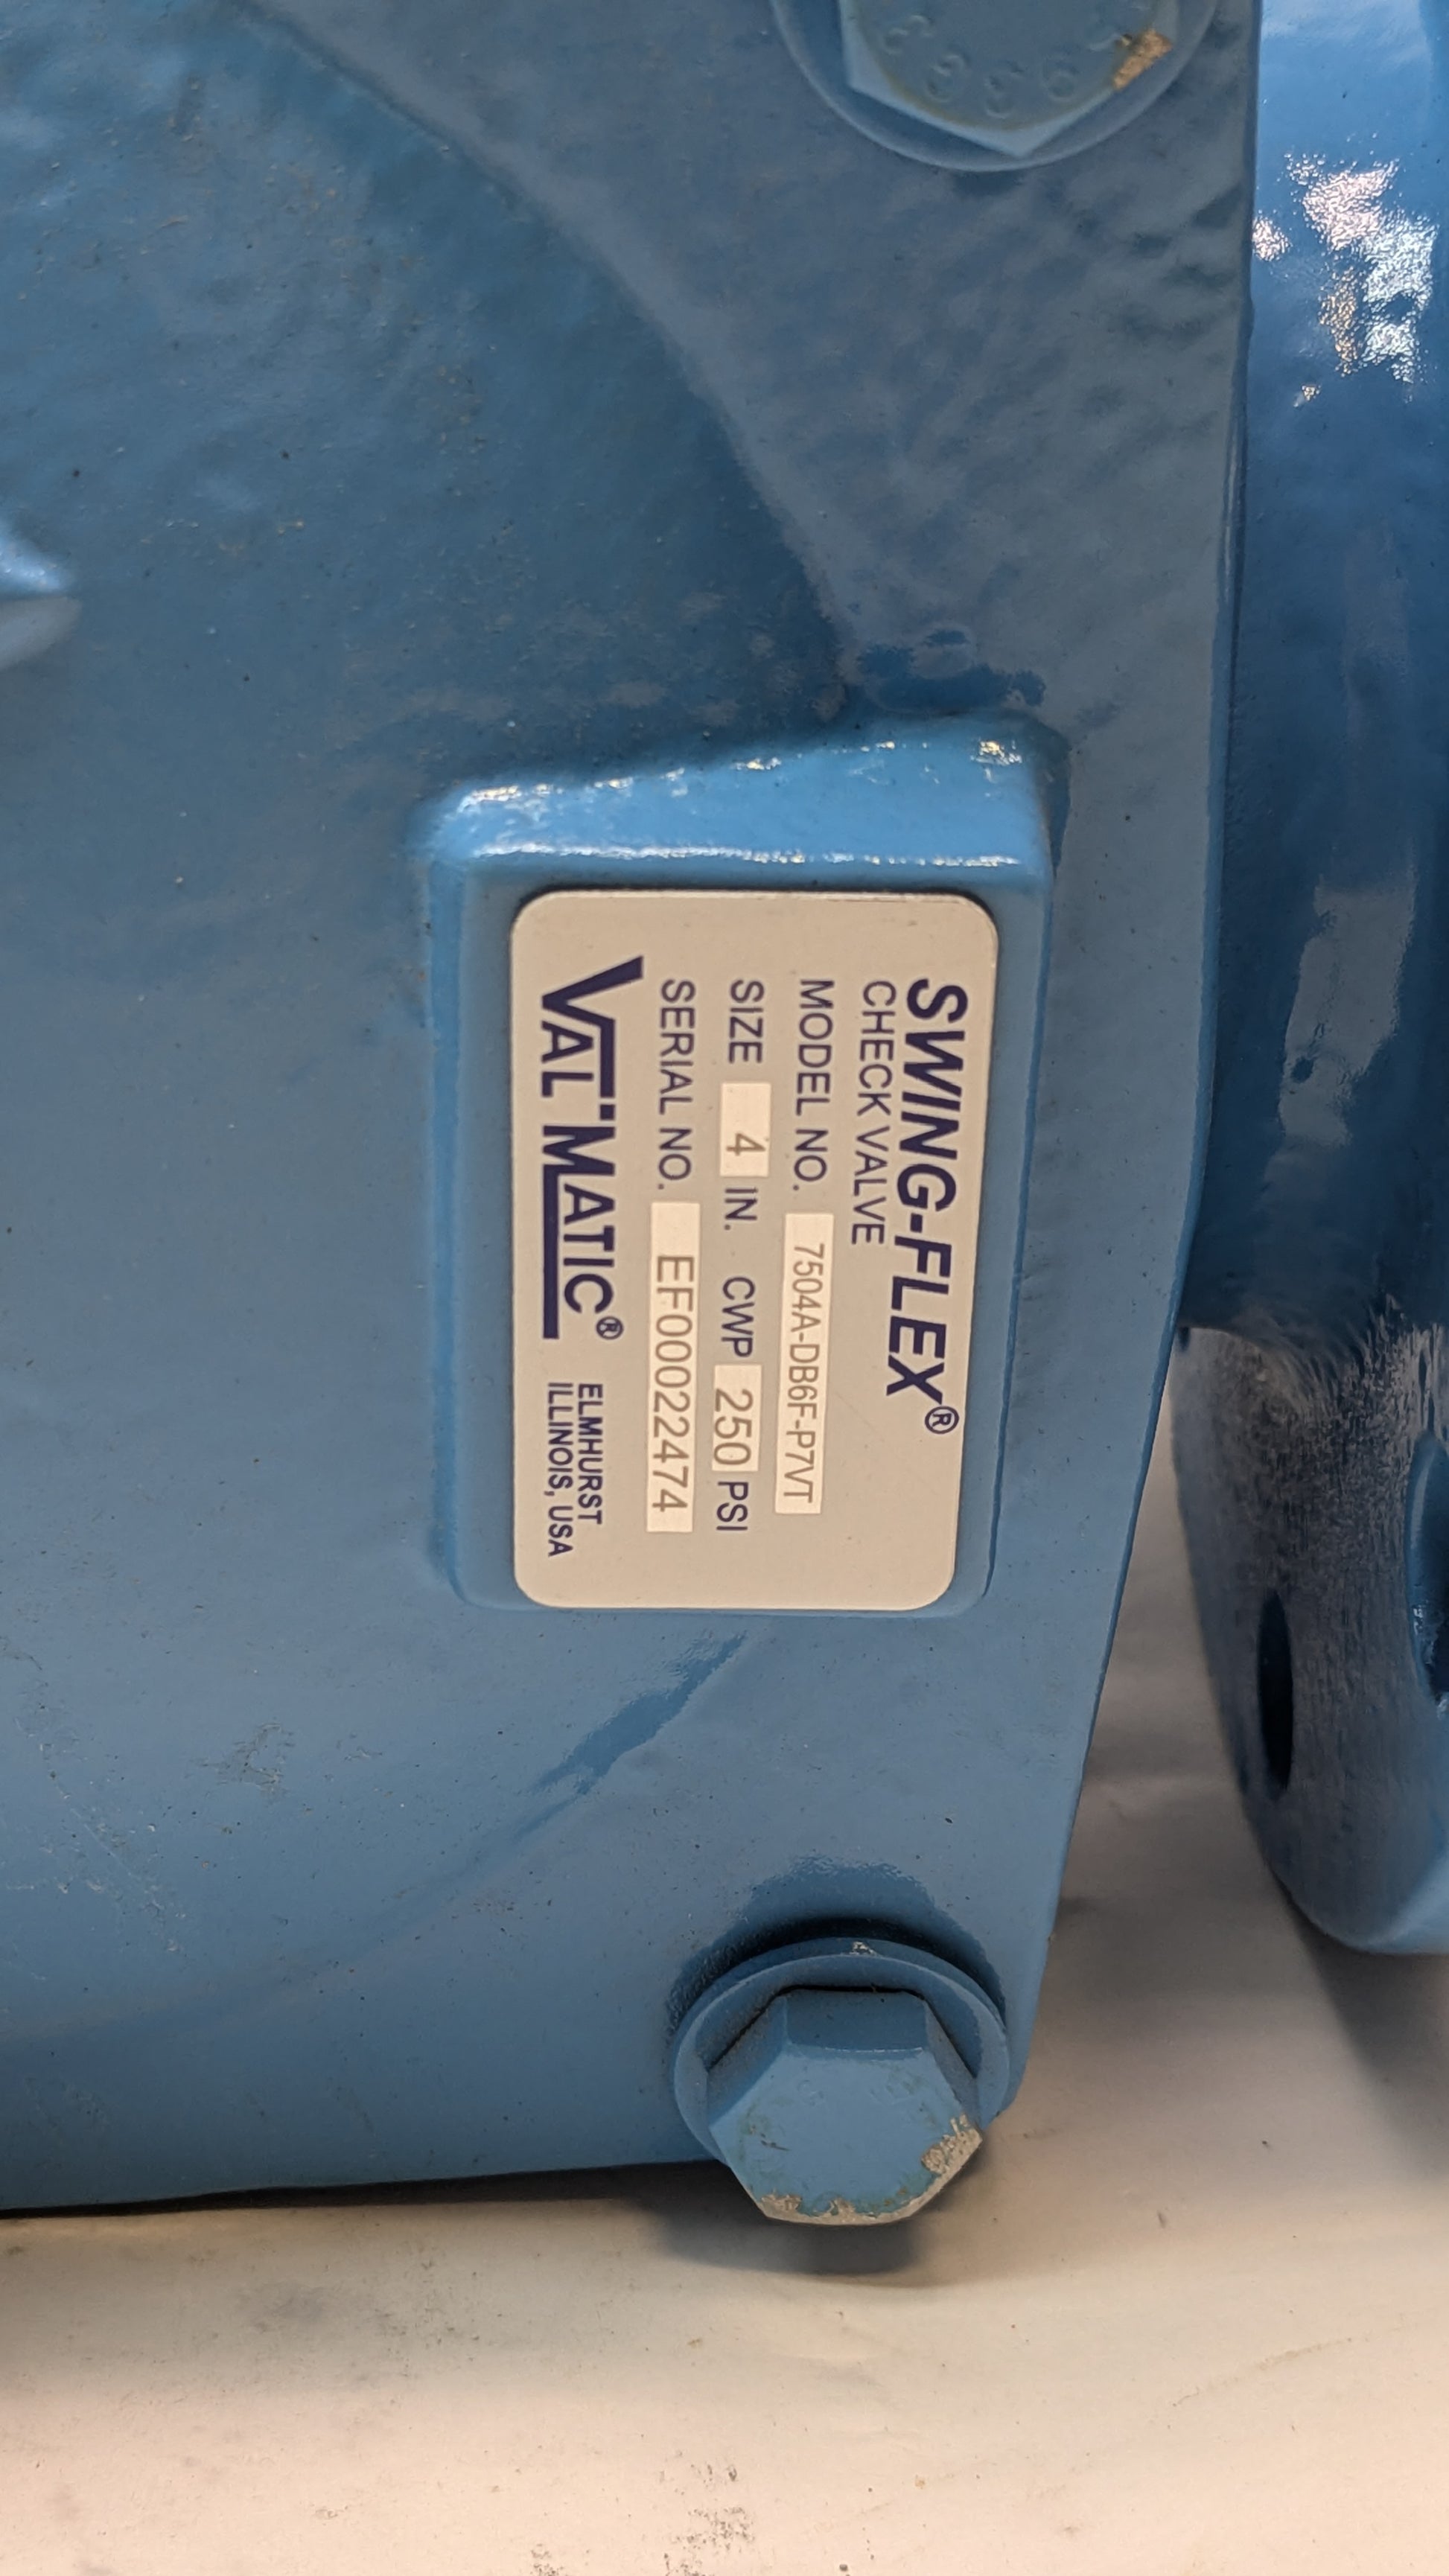 SWING-FLEX®
CHECK VALVE
MODEL NO. 7504A-DB6F-P7VT
SIZE 4 IN. CWP 250 PSI
SERIAL NO. EF00022474
VAL-MATIC®
ELMHURST
ILLINOIS, USA